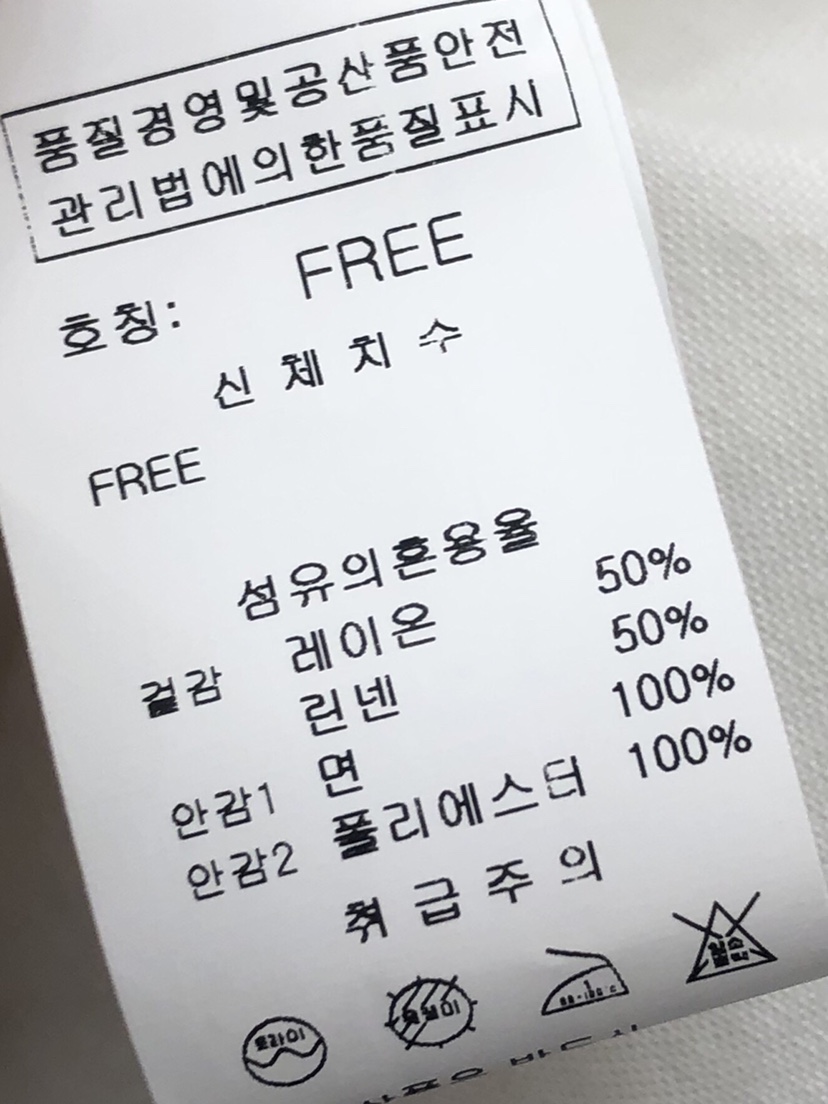 품질경영및공산품안전
관리법에의한품질표시
호칭: FREE
신체치수
FREE
섬유의혼용율
겉감 레이온 50%
린넨 50%
안감1 면 100%
안감2 폴리에스터 100%
취급주의
드라이